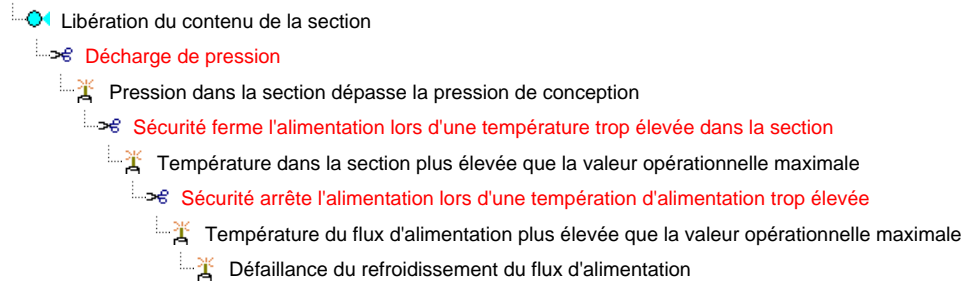 Libération du contenu de la section
Décharge de pression
Pression dans la section dépasse la pression de conception
Sécurité ferme l'alimentation lors d'une température trop élevée dans la section
Température dans la section plus élevée que la valeur opérationnelle maximale
Sécurité arrête l'alimentation lors d'une températion d'alimentation trop élevée
Température du flux d'alimentation plus élevée que la valeur opérationnelle maximale
Défaillance du refroidissement du flux d'alimentation